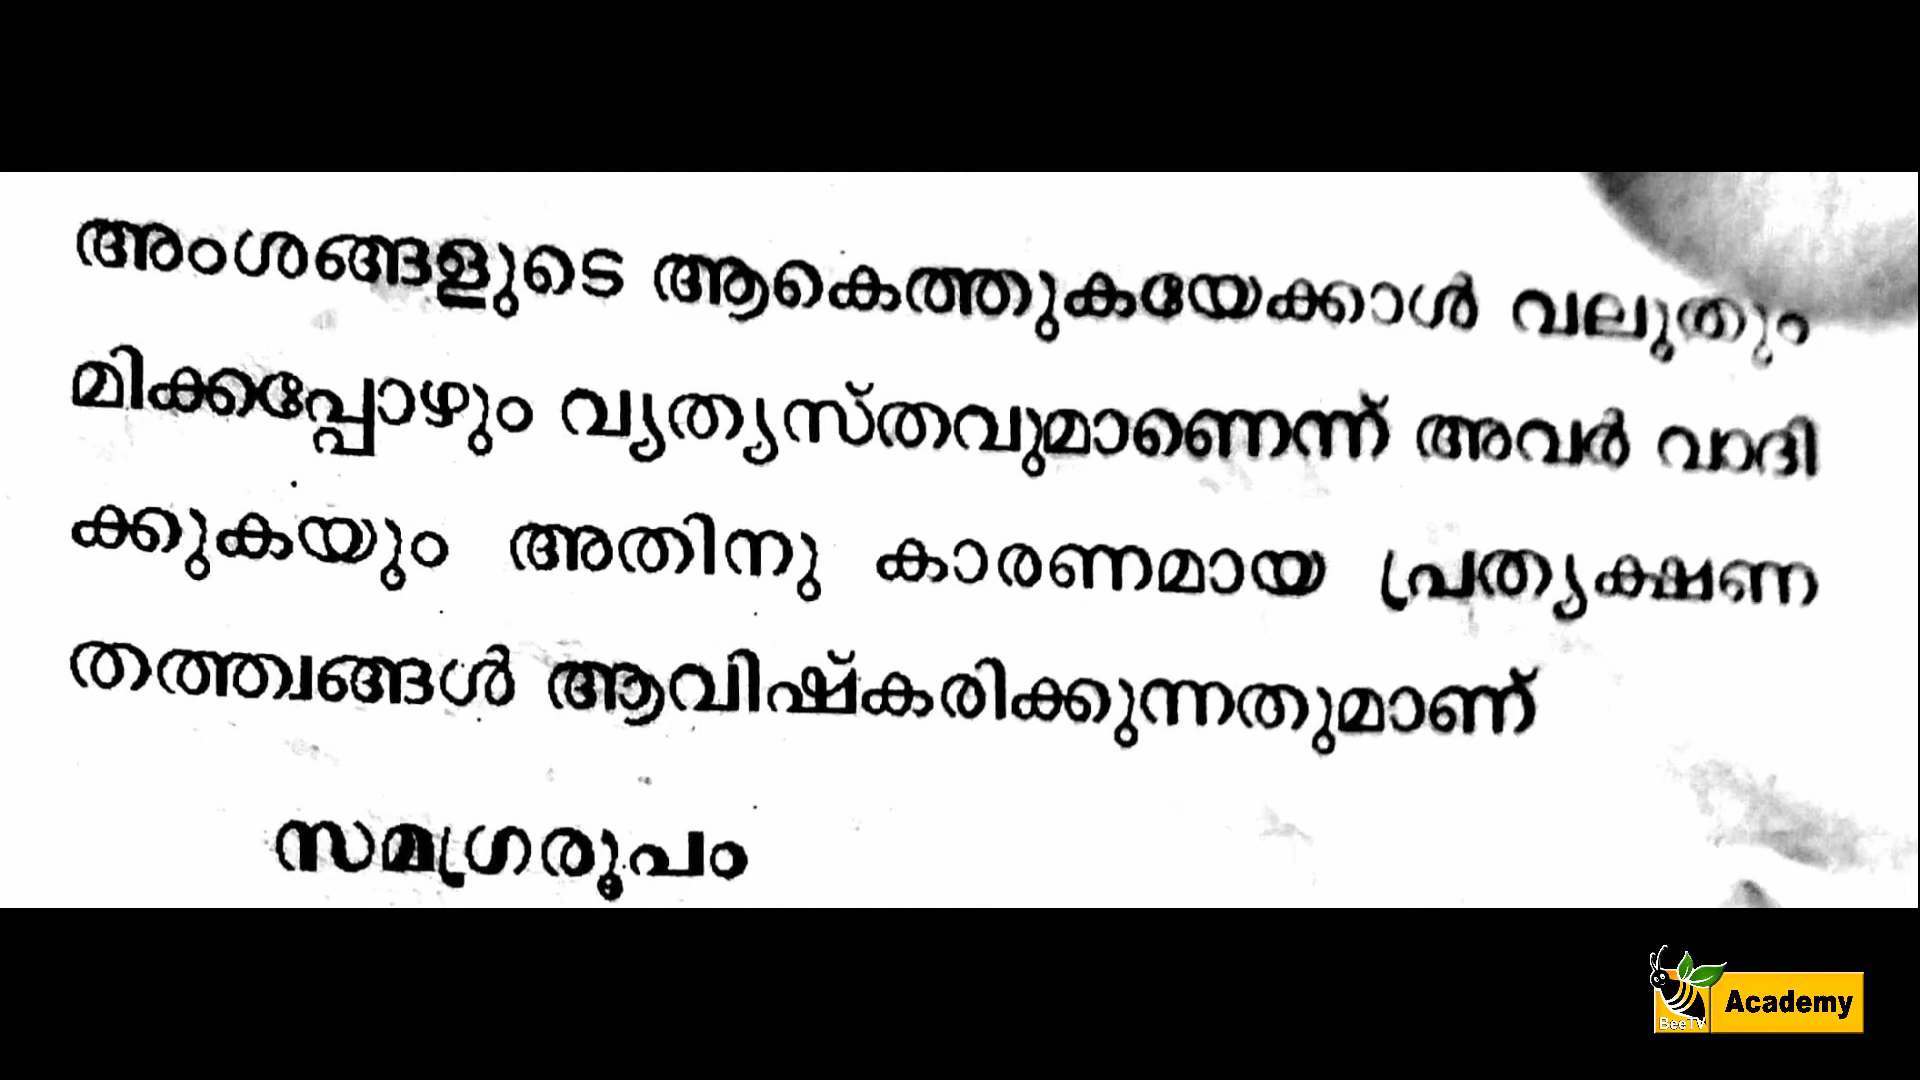 അംശങ്ങളുടെ ആകെത്തുകയേക്കാൾ വലുതും
മിക്കപ്പോഴും വ്യത്യസ്തവുമാണെന്ന് അവർ വാദി
ക്കുകയും അതിനു കാരണമായ പ്രത്യക്ഷണ
തത്ത്വങ്ങൾ ആവിഷ്കരിക്കുന്നതുമാണ്
സമഗ്രരൂപം
BeeTV
Academy